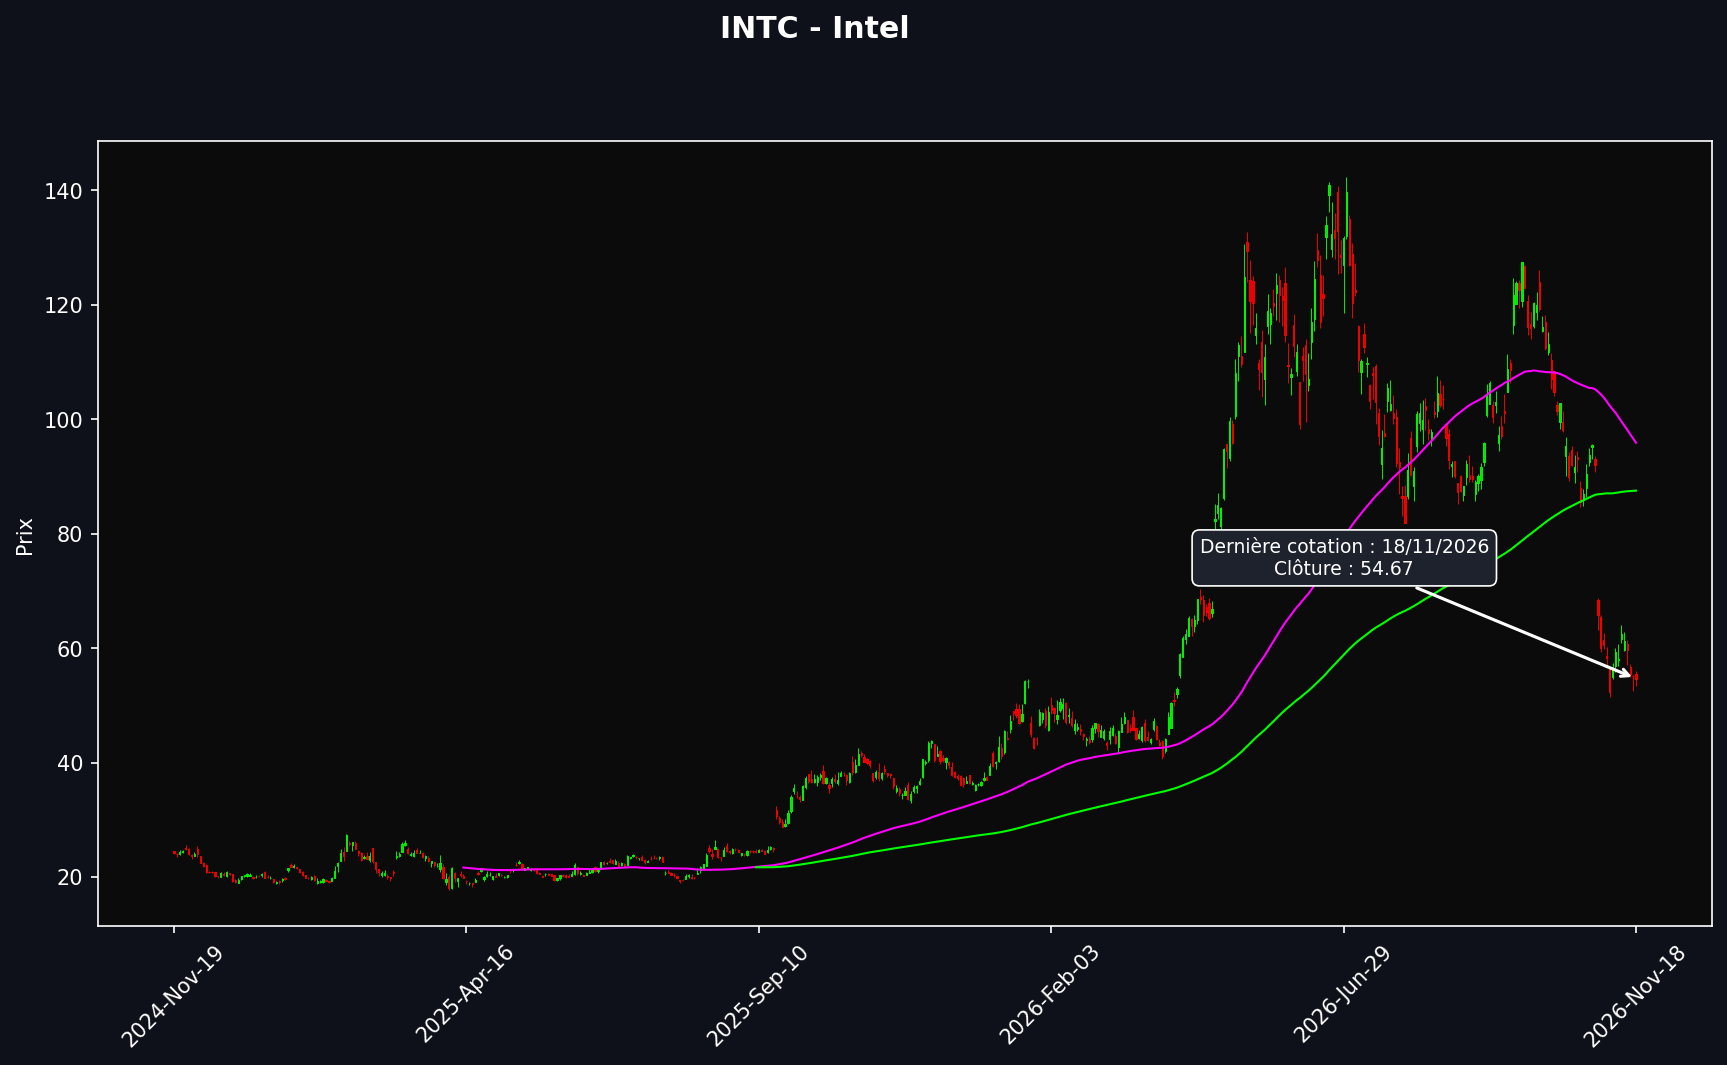 INTC - Intel
Prix
140
120
100
80
60
40
20
Dernière cotation : 18/11/2026
Clôture : 54.67
2024-Nov-19
2025-Apr-16
2025-Sep-10
2026-Feb-03
2026-Jun-29
2026-Nov-18